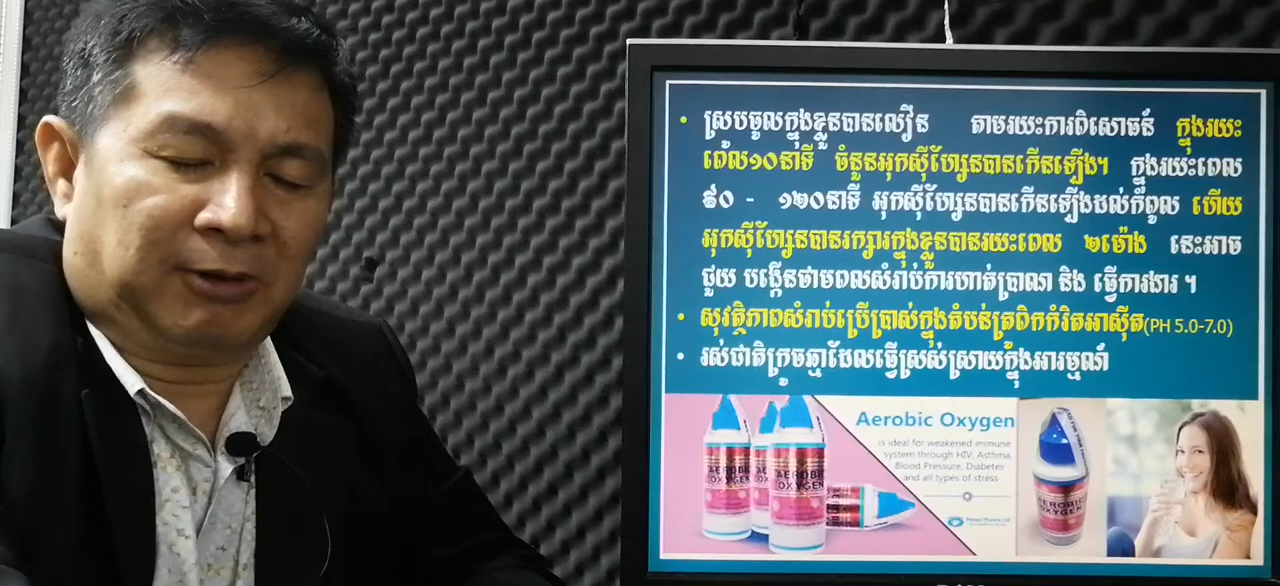 • ស្របចូលក្នុងខ្លួនបានលឿន តាមរយៈការពិសោធន៍ ក្នុងរយៈ
ពេល១០នាទី ចំនួនអុកស៊ីហ្សែនបានកើនឡើង។ ក្នុងរយៈពេល
៩០ - ១២០នាទី អុកស៊ីហ្សែនបានកើនឡើងដល់កំពូល ហើយ
អុកស៊ីហ្សែនបានរក្សារក្នុងខ្លួនបានរយៈពេល ២ម៉ោង នេះអាច
ជួយ បង្កើនថាមពលសំរាប់ការហាត់ប្រាណ និង ធ្វើការងារ ។
• សុវត្ថិភាពសំរាប់ប្រើប្រាស់ក្នុងតំបន់ត្រពិកកំរិតអាស៊ីត(PH 5.0-7.0)
• រស់ជាតិក្រូចឆ្មាដែលធ្វើស្រស់ស្រាយក្នុងអារម្មណ៍
Aerobic Oxygen
is ideal for weakened immune
system through HIV, Asthma,
Blood Pressure, Diabetes
and all types of stress
AEROBIC
OXYGEN
AEROBIC
OXYGEN
AEROBIC
OXYGEN